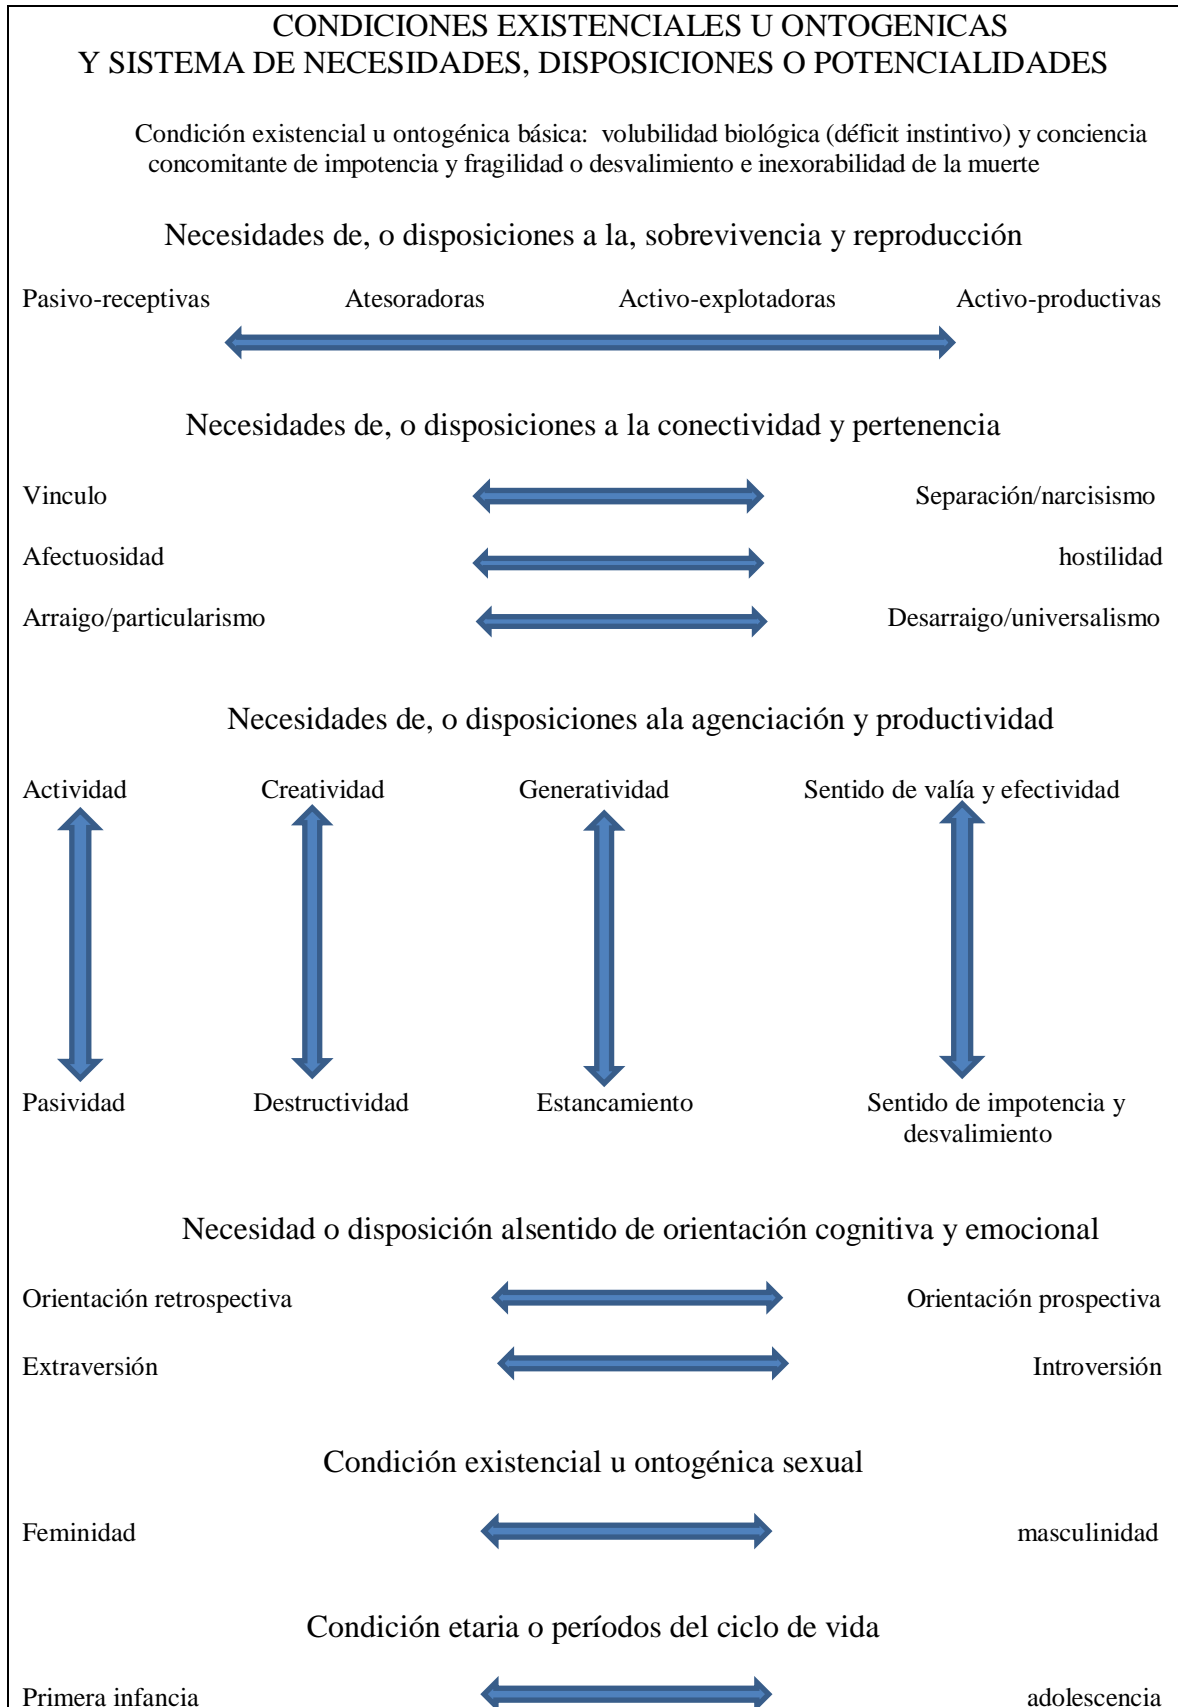 CONDICIONES EXISTENCIALES U ONTOGENICAS
Y SISTEMA DE NECESIDADES, DISPOSICIONES O POTENCIALIDADES
Condición existencial u ontogénica básica: volubilidad biológica (déficit instintivo) y conciencia
concomitante de impotencia y fragilidad o desvalimiento e inexorabilidad de la muerte
Necesidades de, o disposiciones a la, sobrevivencia y reproducción
Pasivo-receptivas Atesoradoras Activo-explotadoras Activo-productivas
Necesidades de, o disposiciones a la conectividad y pertenencia
Vinculo Separación/narcisismo
Afectuosidad hostilidad
Arraigo/particularismo Desarraigo/universalismo
Necesidades de, o disposiciones ala agenciación y productividad
Actividad Creatividad Generatividad Sentido de valía y efectividad
Pasividad Destructividad Estancamiento Sentido de impotencia y
desvalimiento
Necesidad o disposición alsentido de orientación cognitiva y emocional
Orientación retrospectiva Orientación prospectiva
Extraversión Introversión
Condición existencial u ontogénica sexual
Feminidad masculinidad
Condición etaria o períodos del ciclo de vida
Primera infancia adolescencia